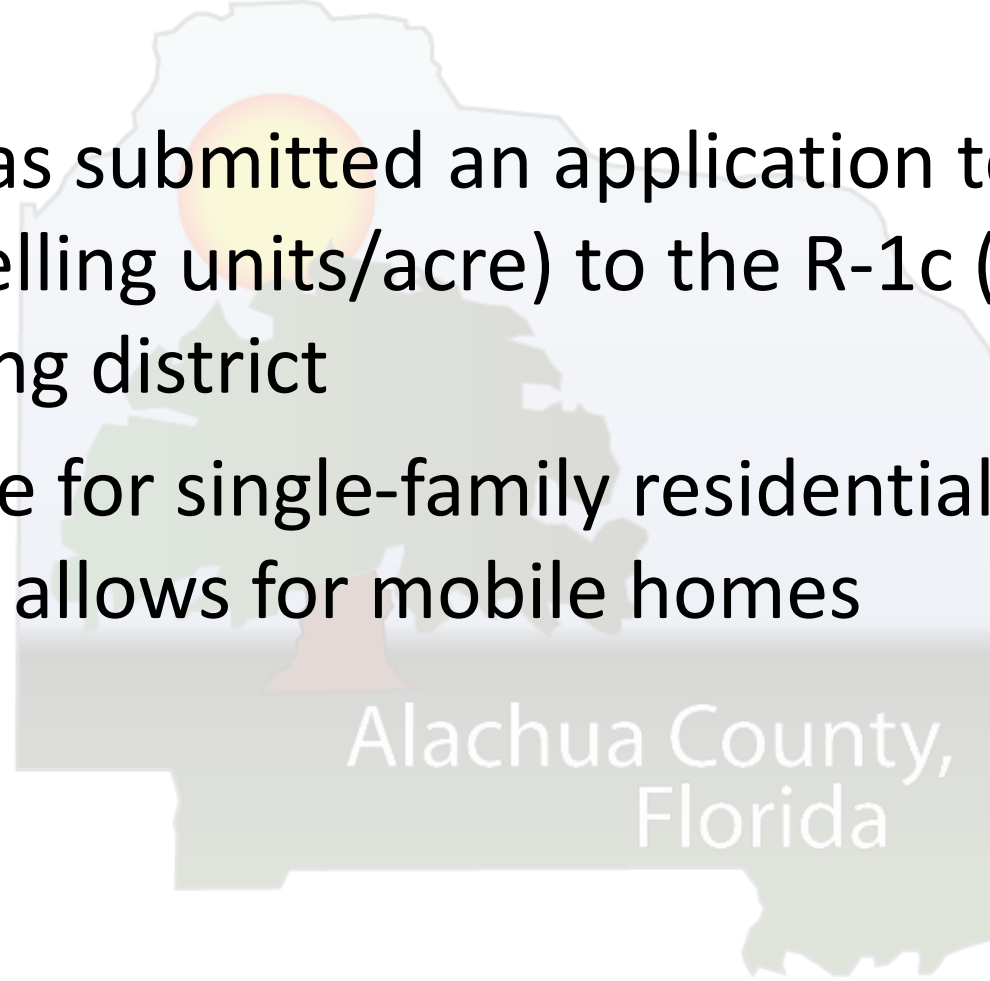 as submitted an application to
elling units/acre) to the R-1c (
ng district
e for single-family residential
allows for mobile homes
Alachua County,
Florida